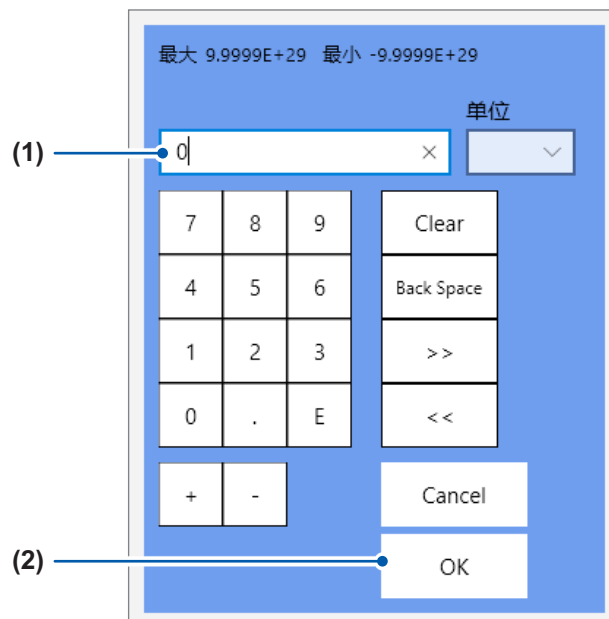 最大 9.9999E+29 最小 -9.9999E+29
单位
(1)
0
7 8 9 Clear
4 5 6 Back Space
1 2 3 >>
0 . E <<
+ - Cancel
(2)
OK